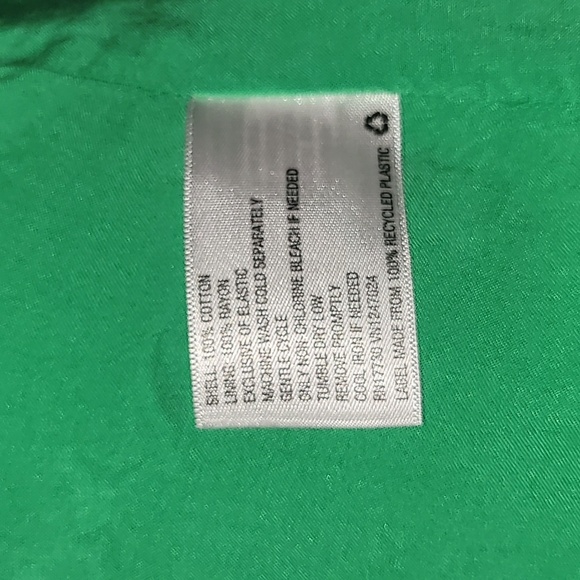 SHELL: 100% COTTON
LINING: 100% RAYON
EXCLUSIVE OF ELASTIC
MACHINE WASH COLD SEPARATELY
GENTLE CYCLE
ONLY NON-CHLORINE BLEACH IF NEEDED
TUMBLE DRY LOW
REMOVE PROMPTLY
COOL IRON IF NEEDED
RN17730 VS1247024
LABEL MADE FROM 100% RECYCLED PLASTIC